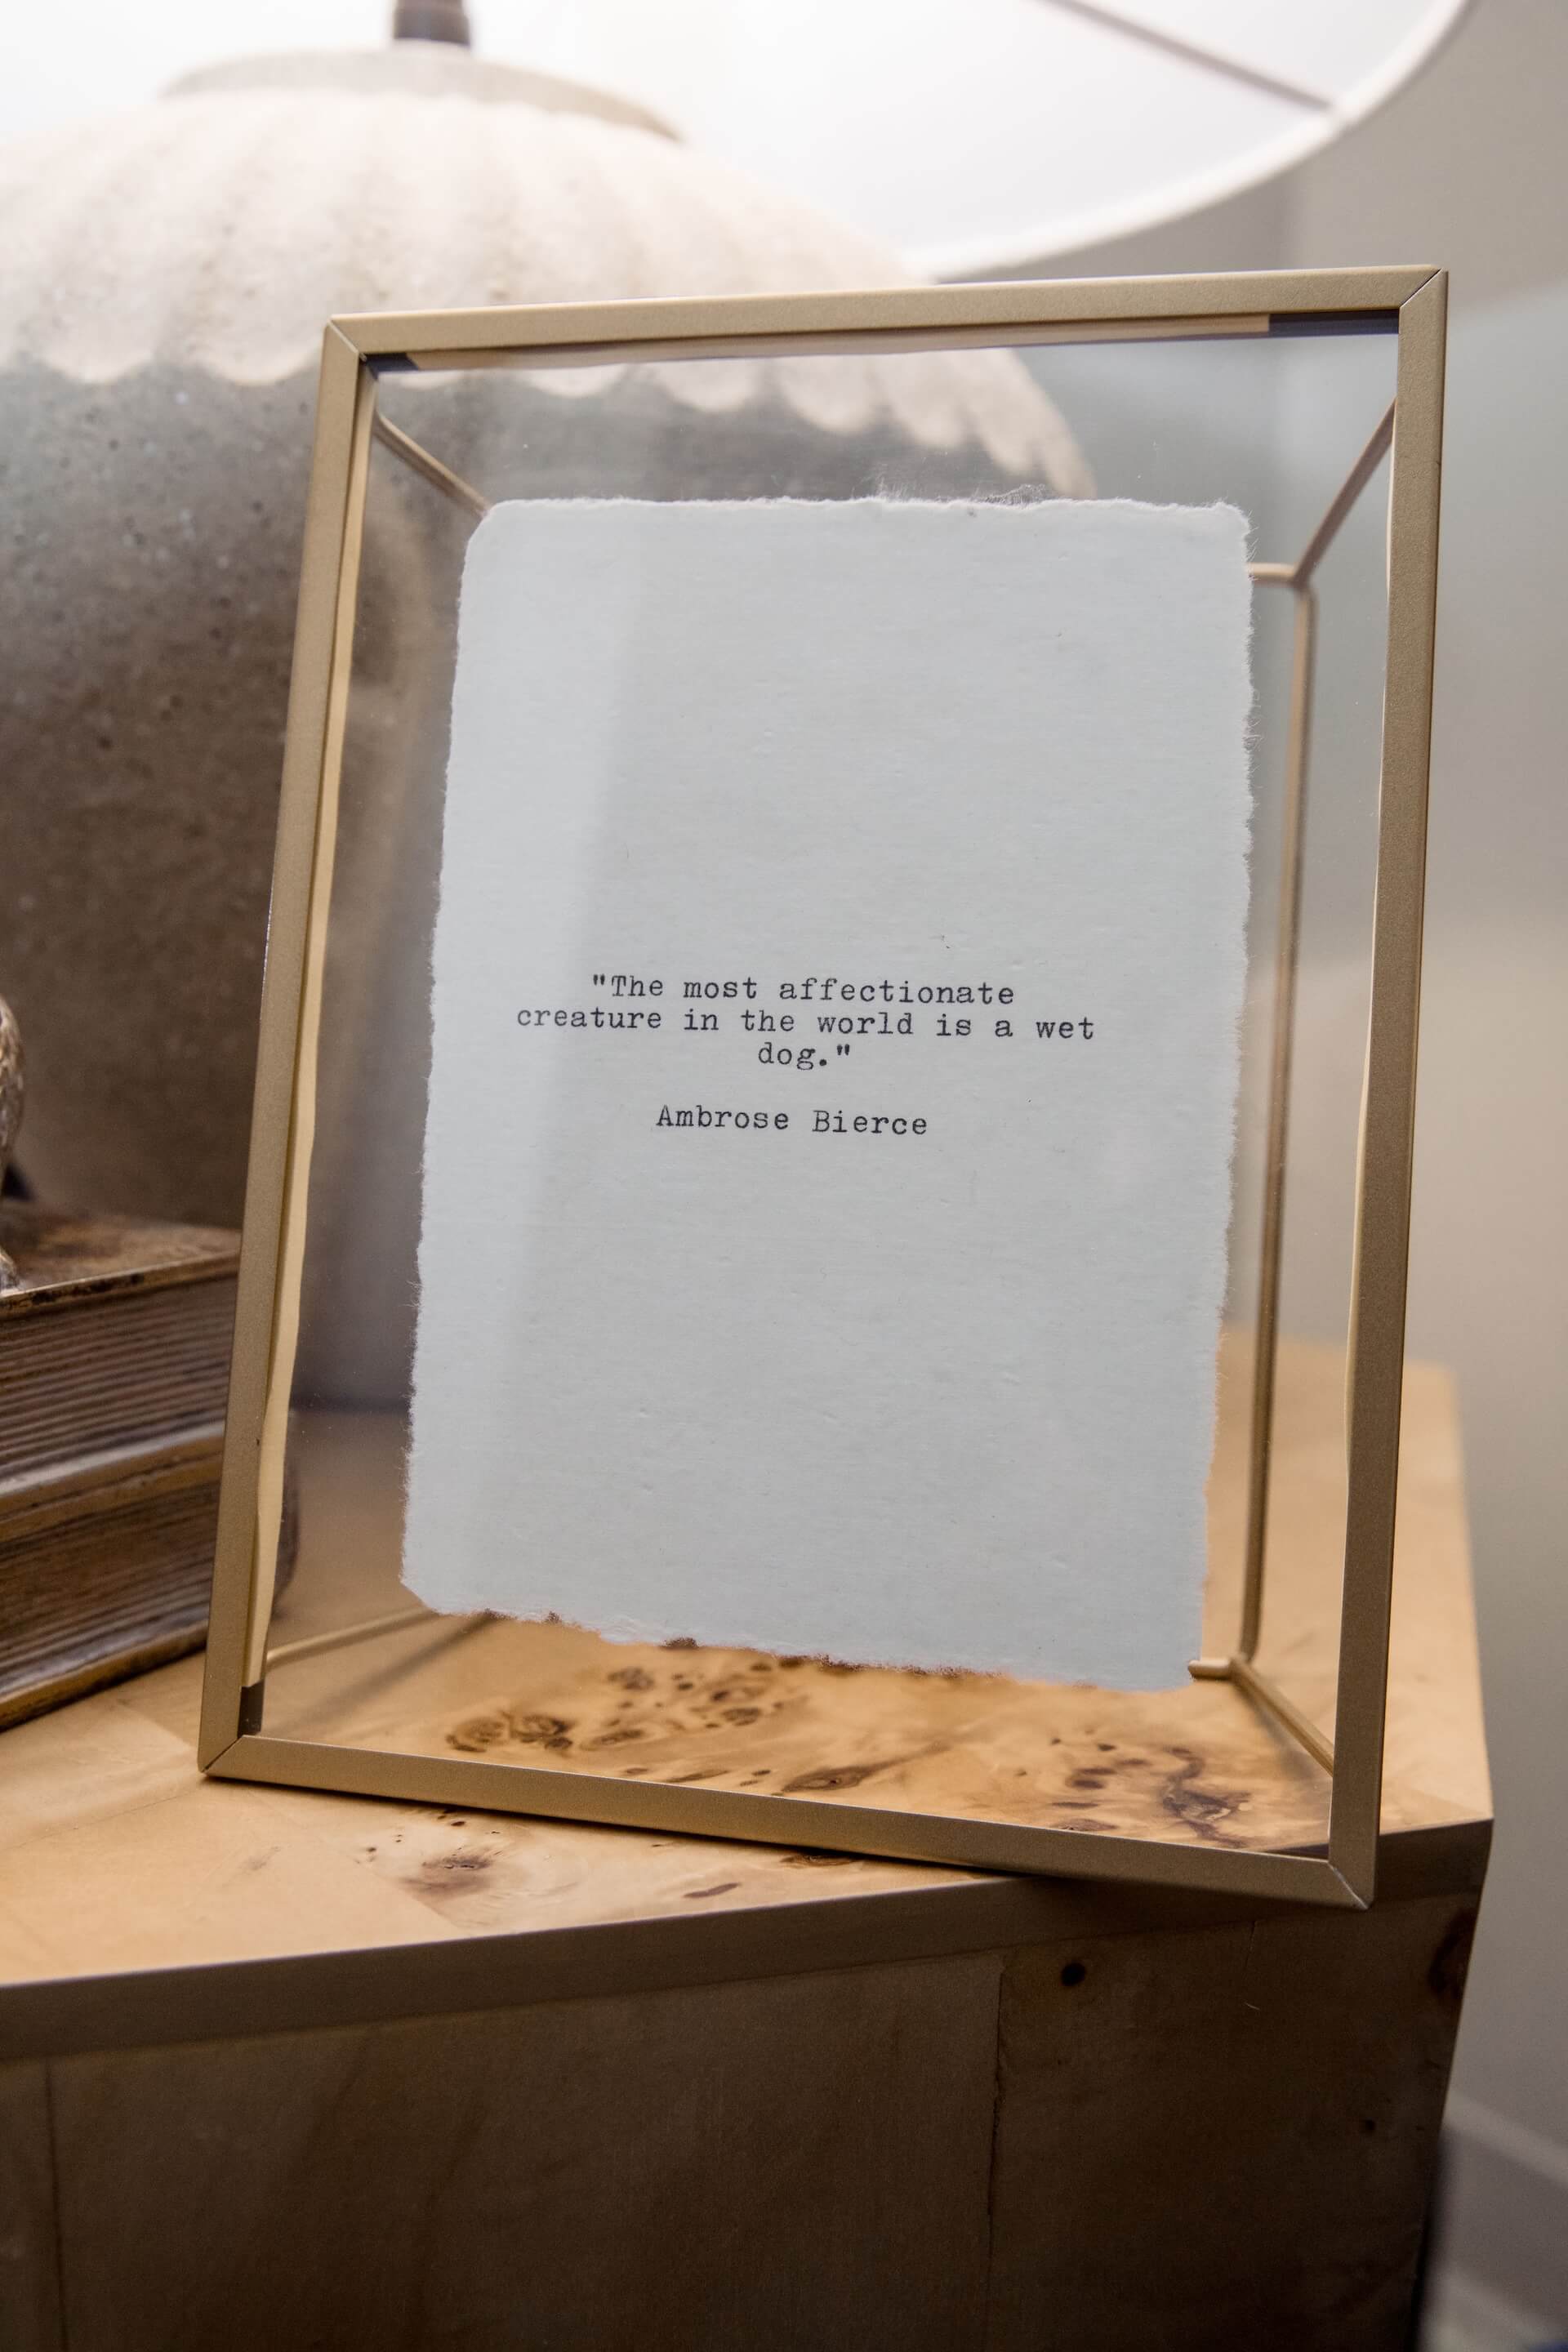 "The most affectionate
creature in the world is a wet
dog."
Ambrose Bierce